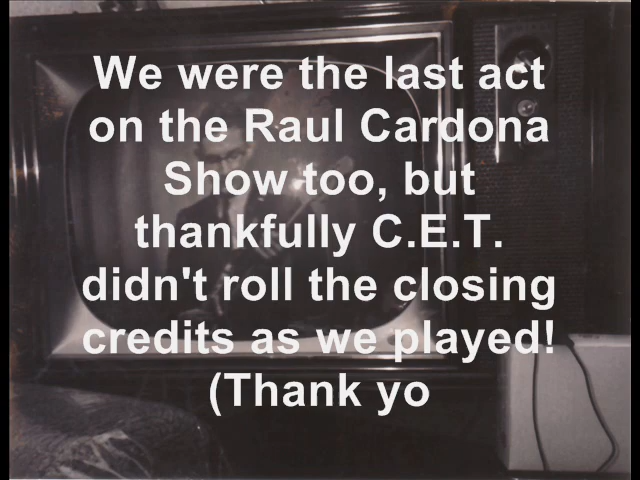 We were the last act
on the Raul Cardona
Show too, but
thankfully C.E.T.
didn't roll the closing
credits as we played!
(Thank yo